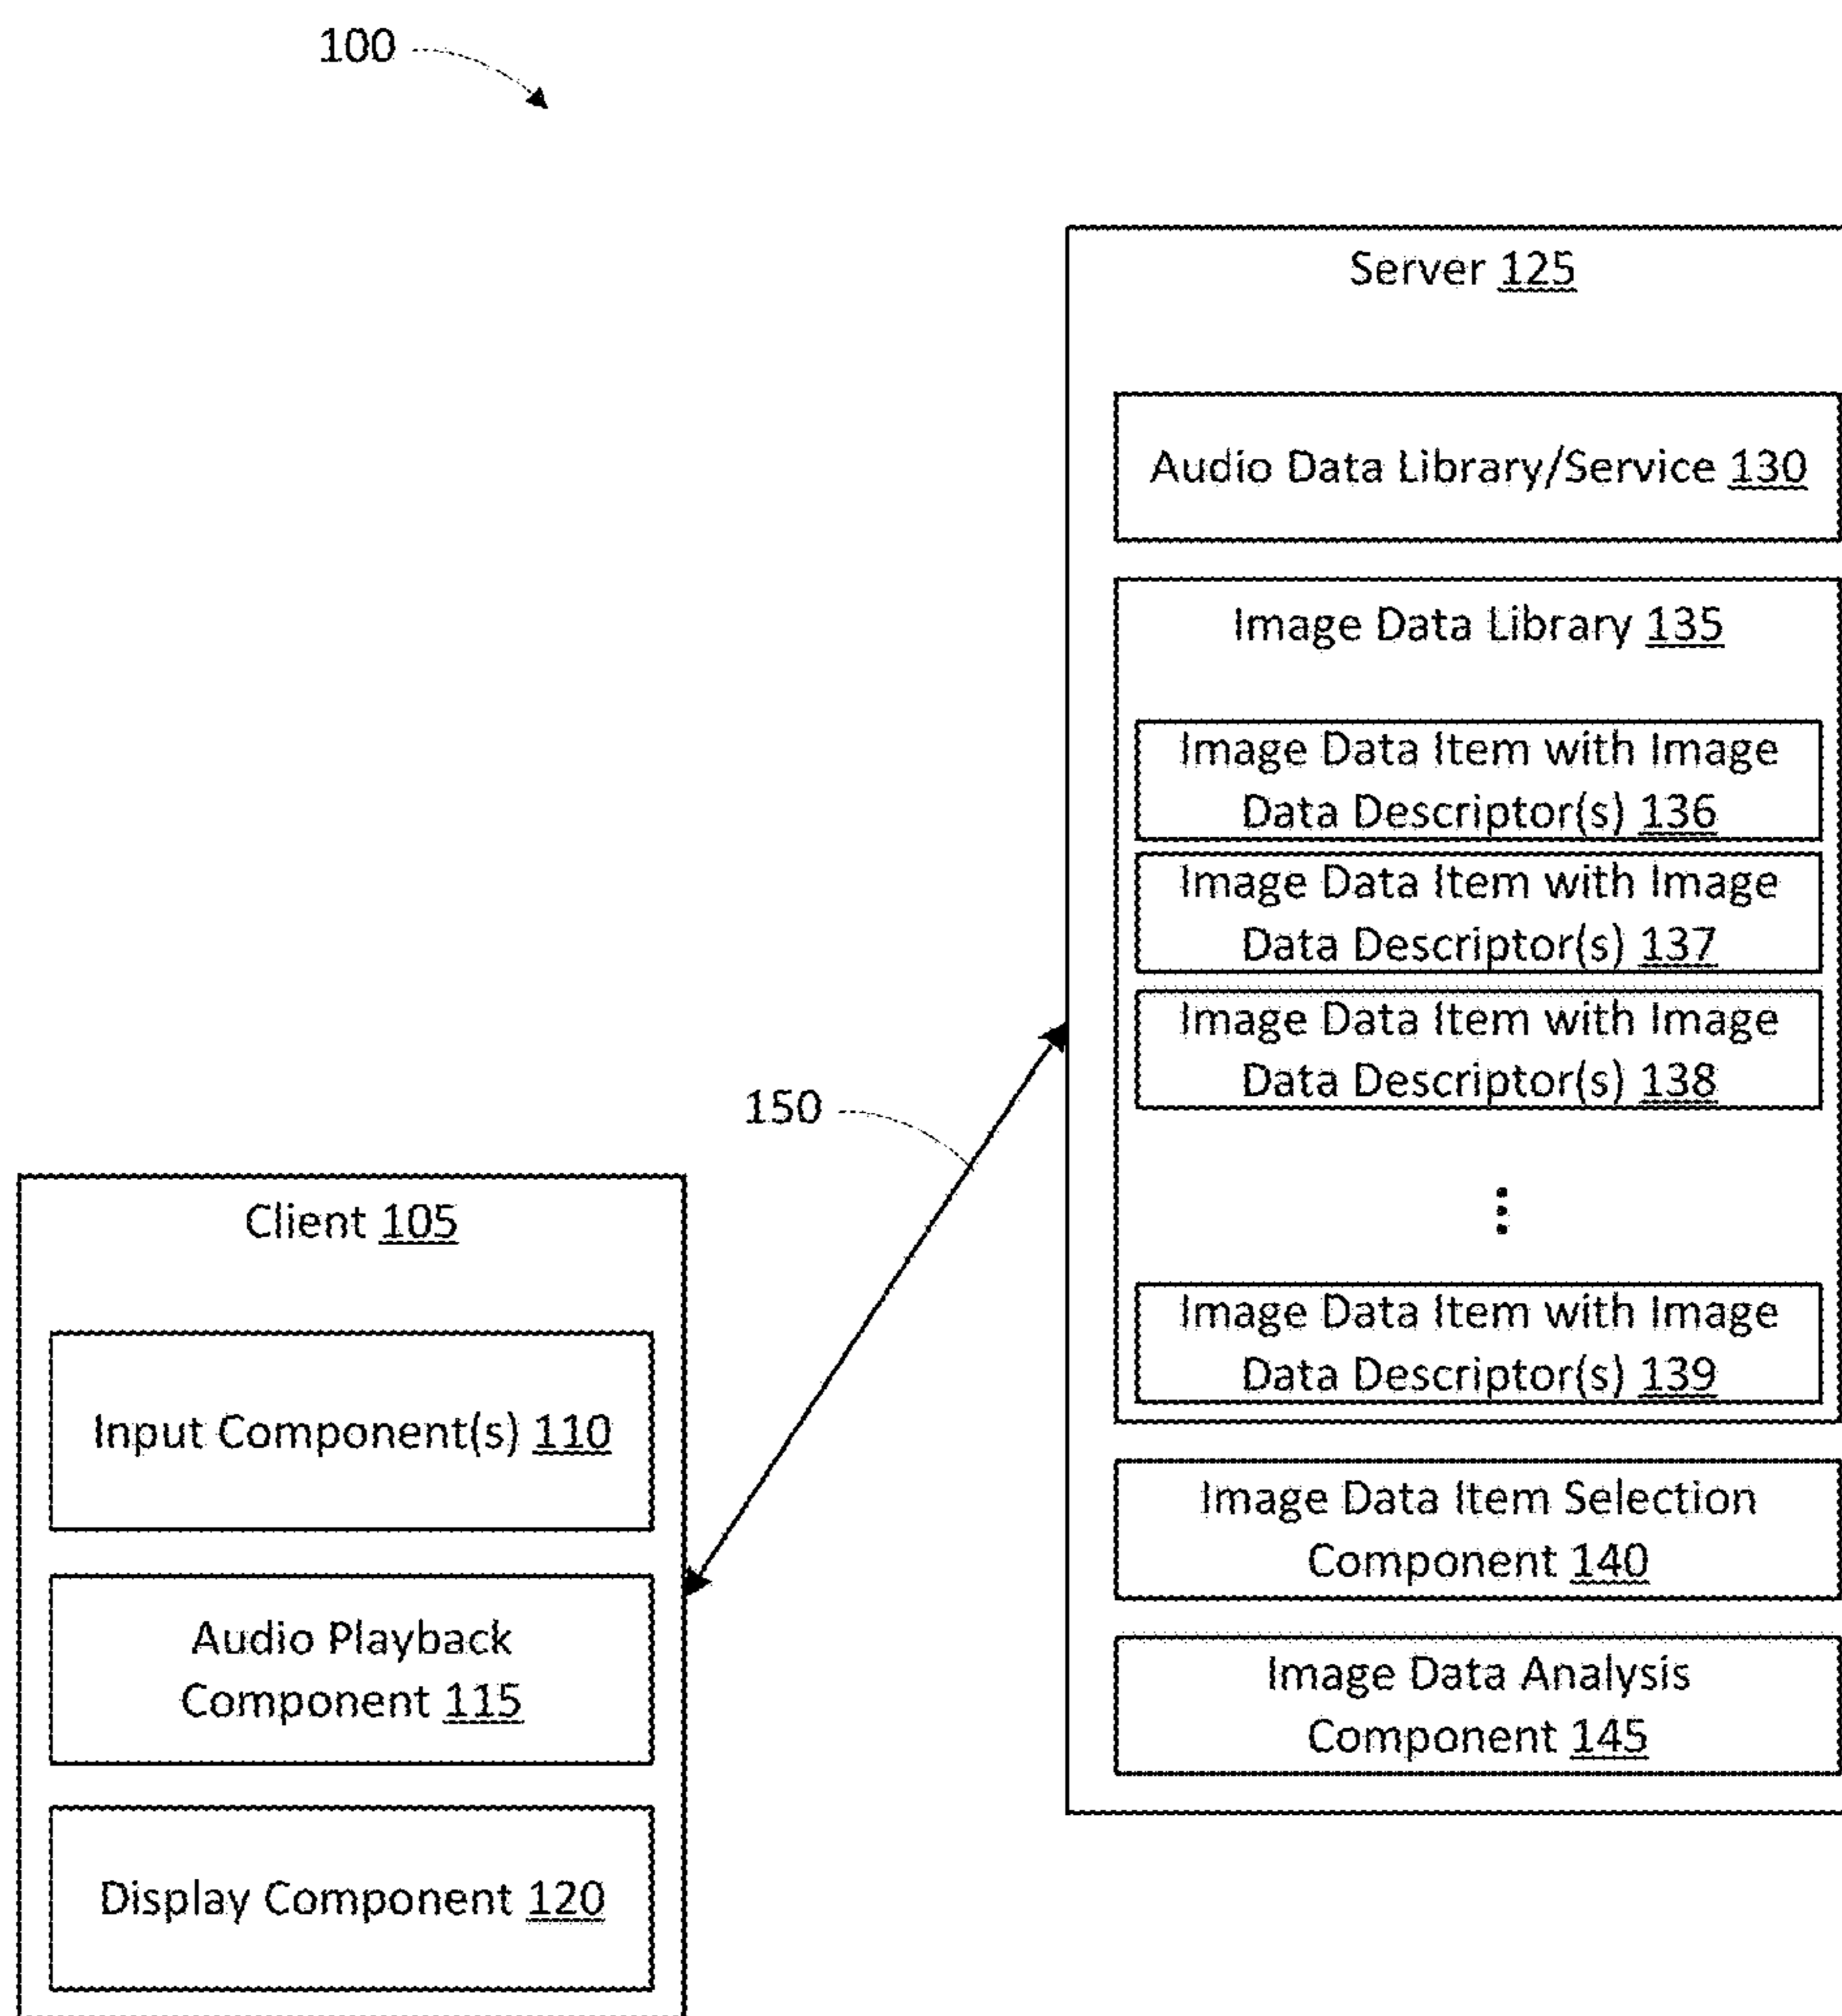 100
Server 125
Audio Data Library/Service 130
Image Data Library 135
Image Data Item with Image
Data Descriptor(s) 136
Image Data Item with Image
Data Descriptor(s) 137
Image Data Item with Image
Data Descriptor(s) 138
Image Data Item with Image
Data Descriptor(s) 139
Image Data Item Selection
Component 140
Image Data Analysis
Component 145
150
Client 105
Input Component(s) 110
Audio Playback
Component 115
Display Component 120